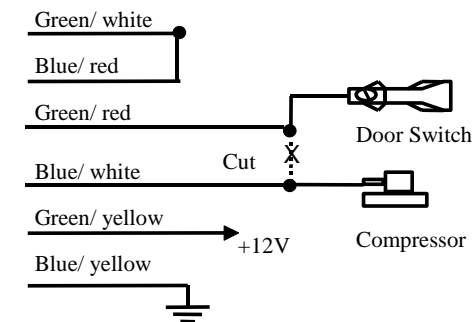 Green/ white
Blue/ red
Green/ red
Door Switch
Cut
X
Blue/ white
Green/ yellow
+12V
Compressor
Blue/ yellow